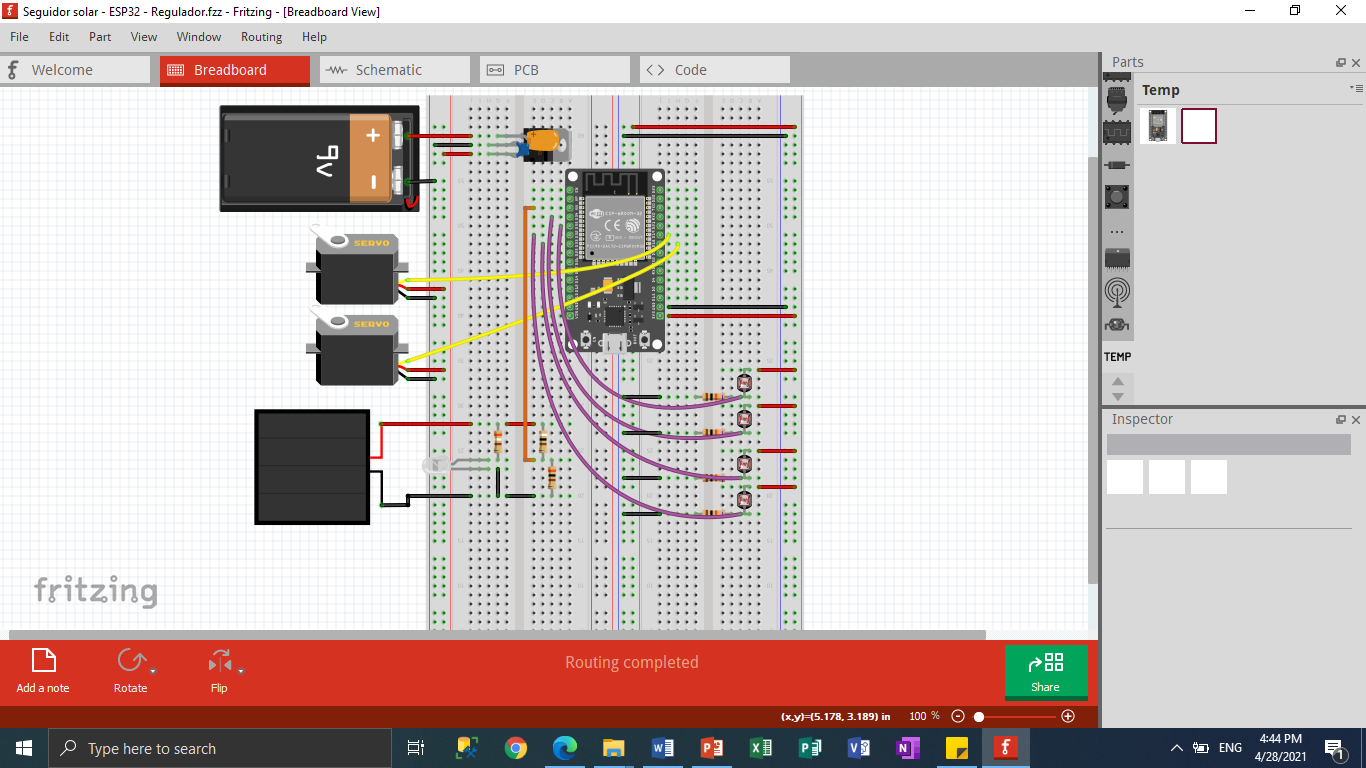 Seguidor solar - ESP32 - Regulador.fzz - Fritzing - [Breadboard View]
File Edit Part View Window Routing Help
Welcome
Breadboard
Schematic
PCB
Code
Parts
Temp
+
9v
SERVO
SERVO
...
TEMP
Inspector
fritzing
Routing completed
Add a note
Rotate
Flip
Share
(x,y)=(5.178, 3.189) in
100 %
Type here to search
ENG
4:44 PM
4/28/2021
1